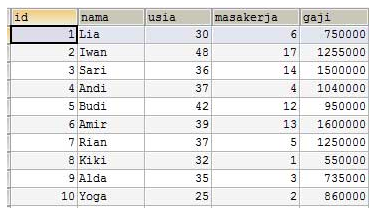 id nama usia masakerja gaji
1 Lia 30 6 750000
2 Iwan 48 17 1255000
3 Sari 36 14 1500000
4 Andi 37 4 1040000
5 Budi 42 12 950000
6 Amir 39 13 1600000
7 Rian 37 5 1250000
8 Kiki 32 1 550000
9 Alda 35 3 735000
10 Yoga 25 2 860000